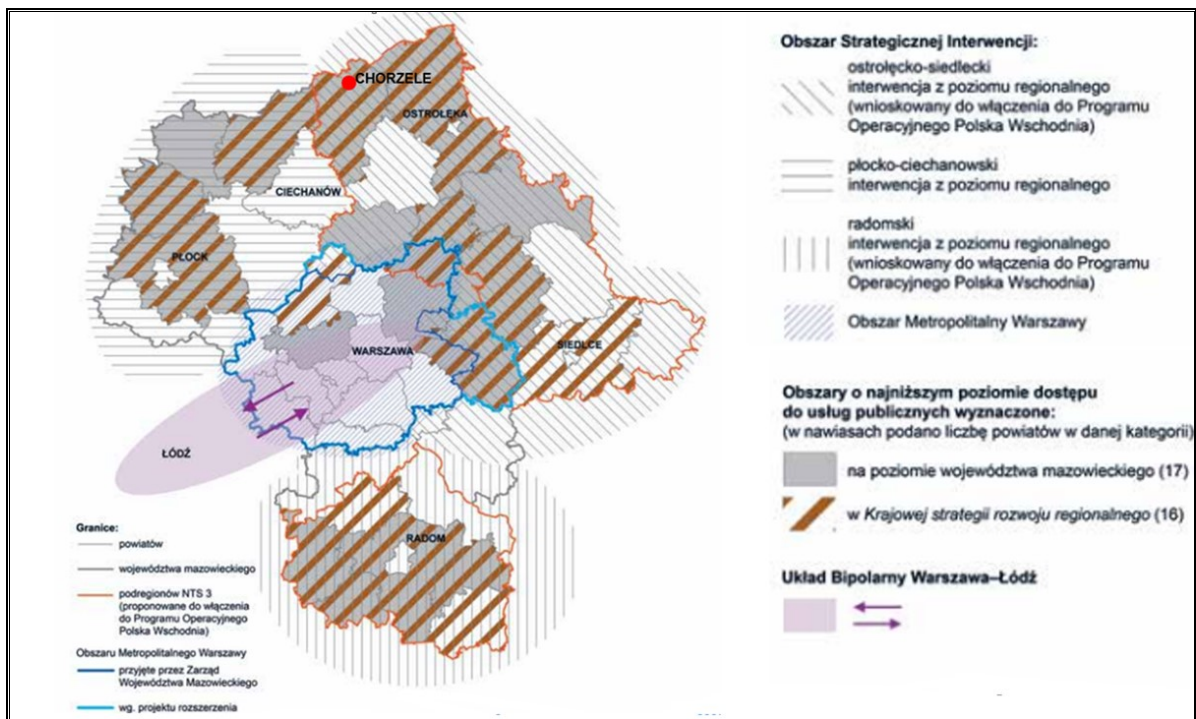 CHORZELE
OSTROŁĘKA
CIECHANÓW
PŁOCK
WARSZAWA
SIEDLCE
ŁÓDŹ
RADOM
Granice:
powiatów
województwa mazowieckiego
podregionów NTS 3
(proponowane do włączenia
do Programu Operacyjnego
Polska Wschodnia)
Obszaru Metropolitalnego Warszawy
przyjęte przez Zarząd
Województwa Mazowieckiego
wg. projektu rozszerzenia
Obszar Strategicznej Interwencji:
ostrołęcko-siedlecki
interwencja z poziomu regionalnego
(wnioskowany do włączenia do Programu
Operacyjnego Polska Wschodnia)
płocko-ciechanowski
interwencja z poziomu regionalnego
radomski
interwencja z poziomu regionalnego
(wnioskowany do włączenia do Programu
Operacyjnego Polska Wschodnia)
Obszar Metropolitalny Warszawy
Obszary o najniższym poziomie dostępu
do usług publicznych wyznaczone:
(w nawiasach podano liczbę powiatów w danej kategorii)
na poziomie województwa mazowieckiego (17)
w Krajowej strategii rozwoju regionalnego (16)
Układ Bipolarny Warszawa–Łódź